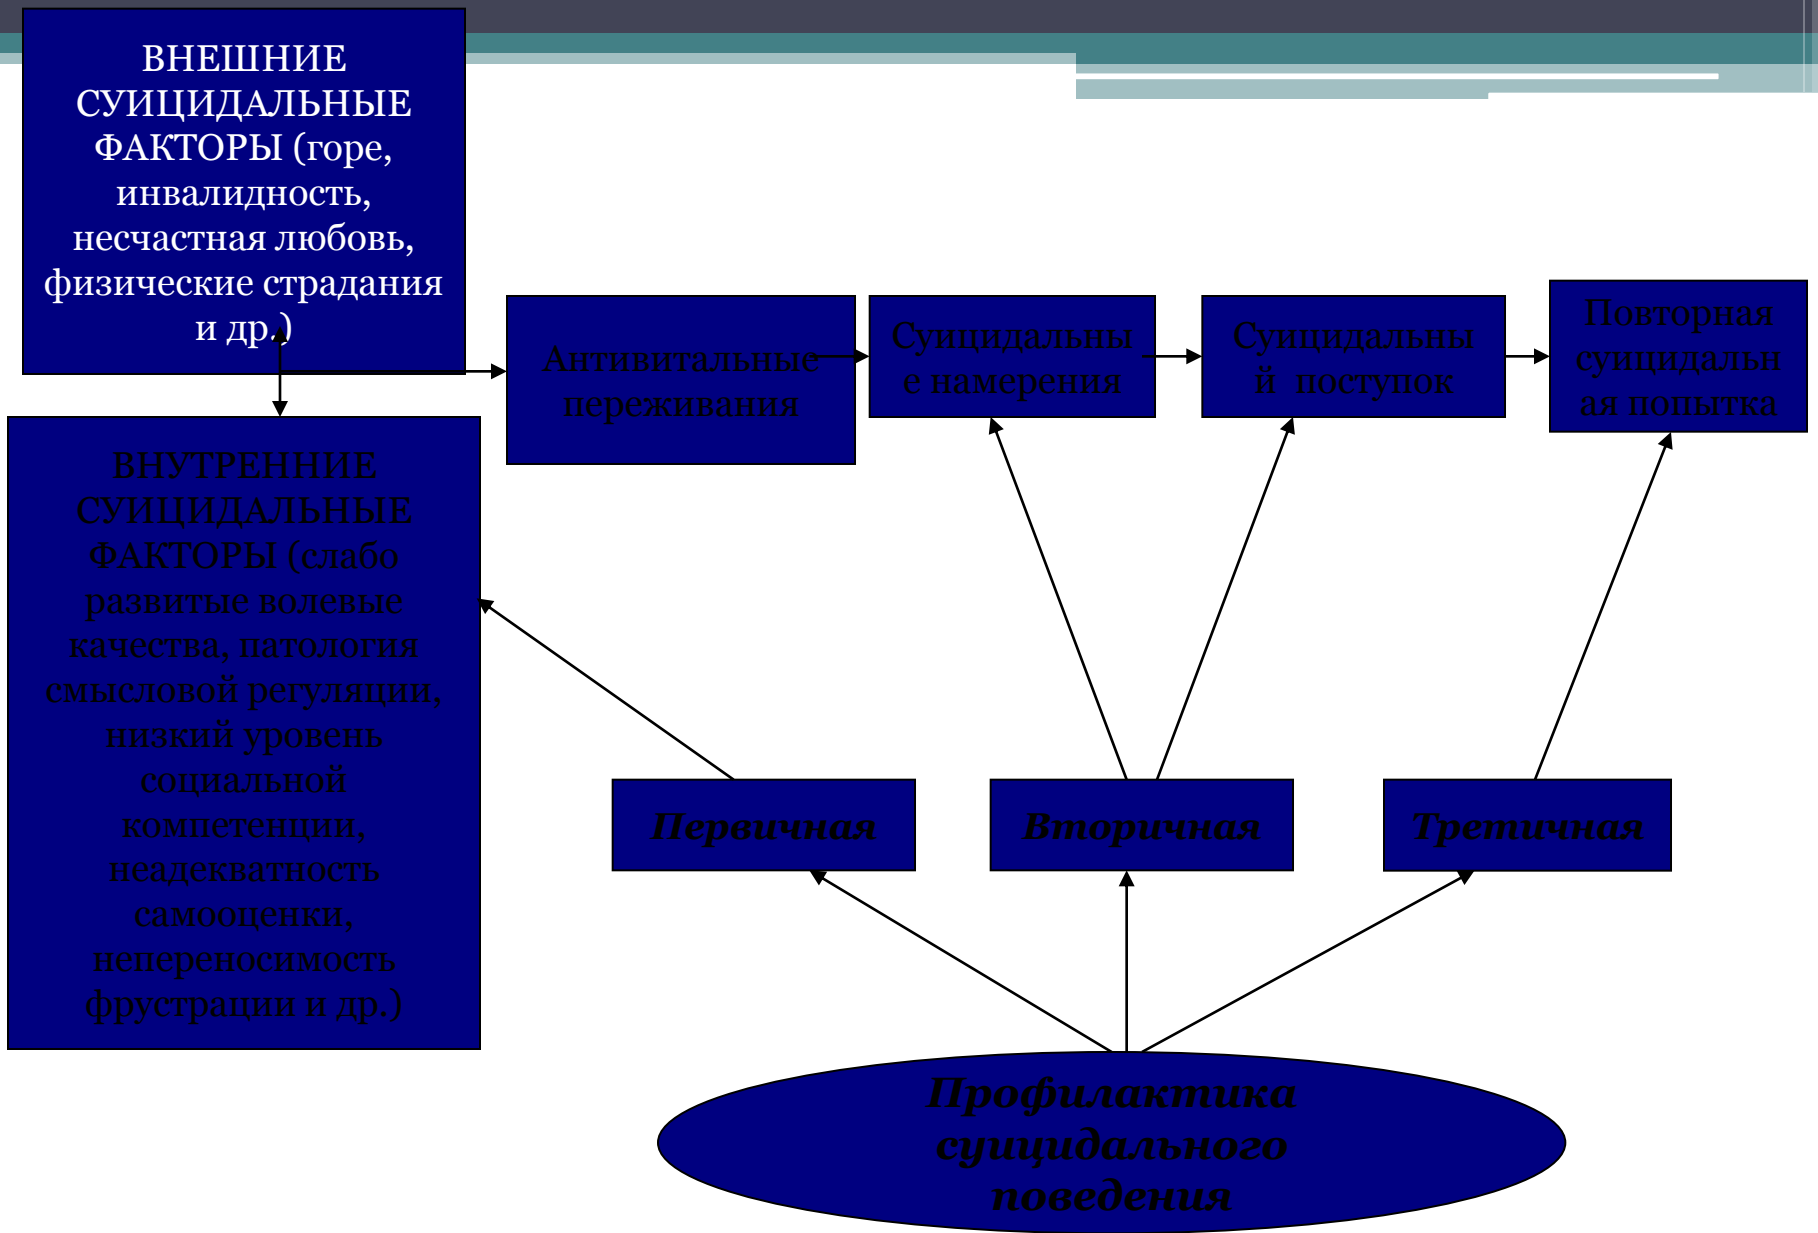 ВНЕШНИЕ
СУИЦИДАЛЬНЫЕ
ФАКТОРЫ (горе,
инвалидность,
несчастная любовь,
физические страдания
и др.)
Антивитальные
переживания
Суицидальны
е намерения
Суицидальны
й поступок
Повторная
суицидальн
ая попытка
ВНУТРЕННИЕ
СУИЦИДАЛЬНЫЕ
ФАКТОРЫ (слабо
развитые волевые
качества, патология
смысловой регуляции,
низкий уровень
социальной
компетенции,
неадекватность
самооценки,
непереносимость
фрустрации и др.)
Первичная
Вторичная
Третичная
Профилактика
суицидального
поведения